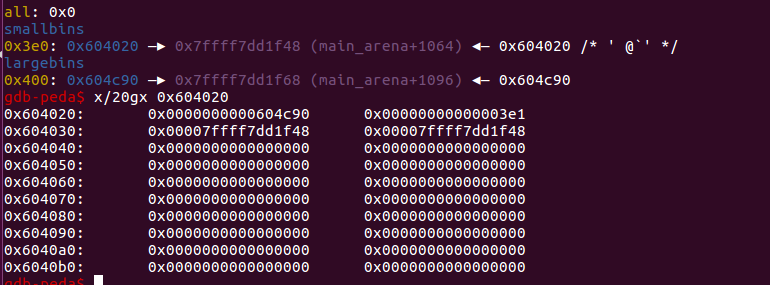 all: 0x0
smallbins
0x3e0: 0x604020 —▸ 0x7ffff7dd1f48 (main_arena+1064) ◂— 0x604020 /* ' @`' */
largebins
0x400: 0x604c90 —▸ 0x7ffff7dd1f68 (main_arena+1096) ◂— 0x604c90
gdb-peda$ x/20gx 0x604020
0x604020: 0x0000000000604c90 0x00000000000003e1
0x604030: 0x00007ffff7dd1f48 0x00007ffff7dd1f48
0x604040: 0x0000000000000000 0x0000000000000000
0x604050: 0x0000000000000000 0x0000000000000000
0x604060: 0x0000000000000000 0x0000000000000000
0x604070: 0x0000000000000000 0x0000000000000000
0x604080: 0x0000000000000000 0x0000000000000000
0x604090: 0x0000000000000000 0x0000000000000000
0x6040a0: 0x0000000000000000 0x0000000000000000
0x6040b0: 0x0000000000000000 0x0000000000000000
gdb-peda$